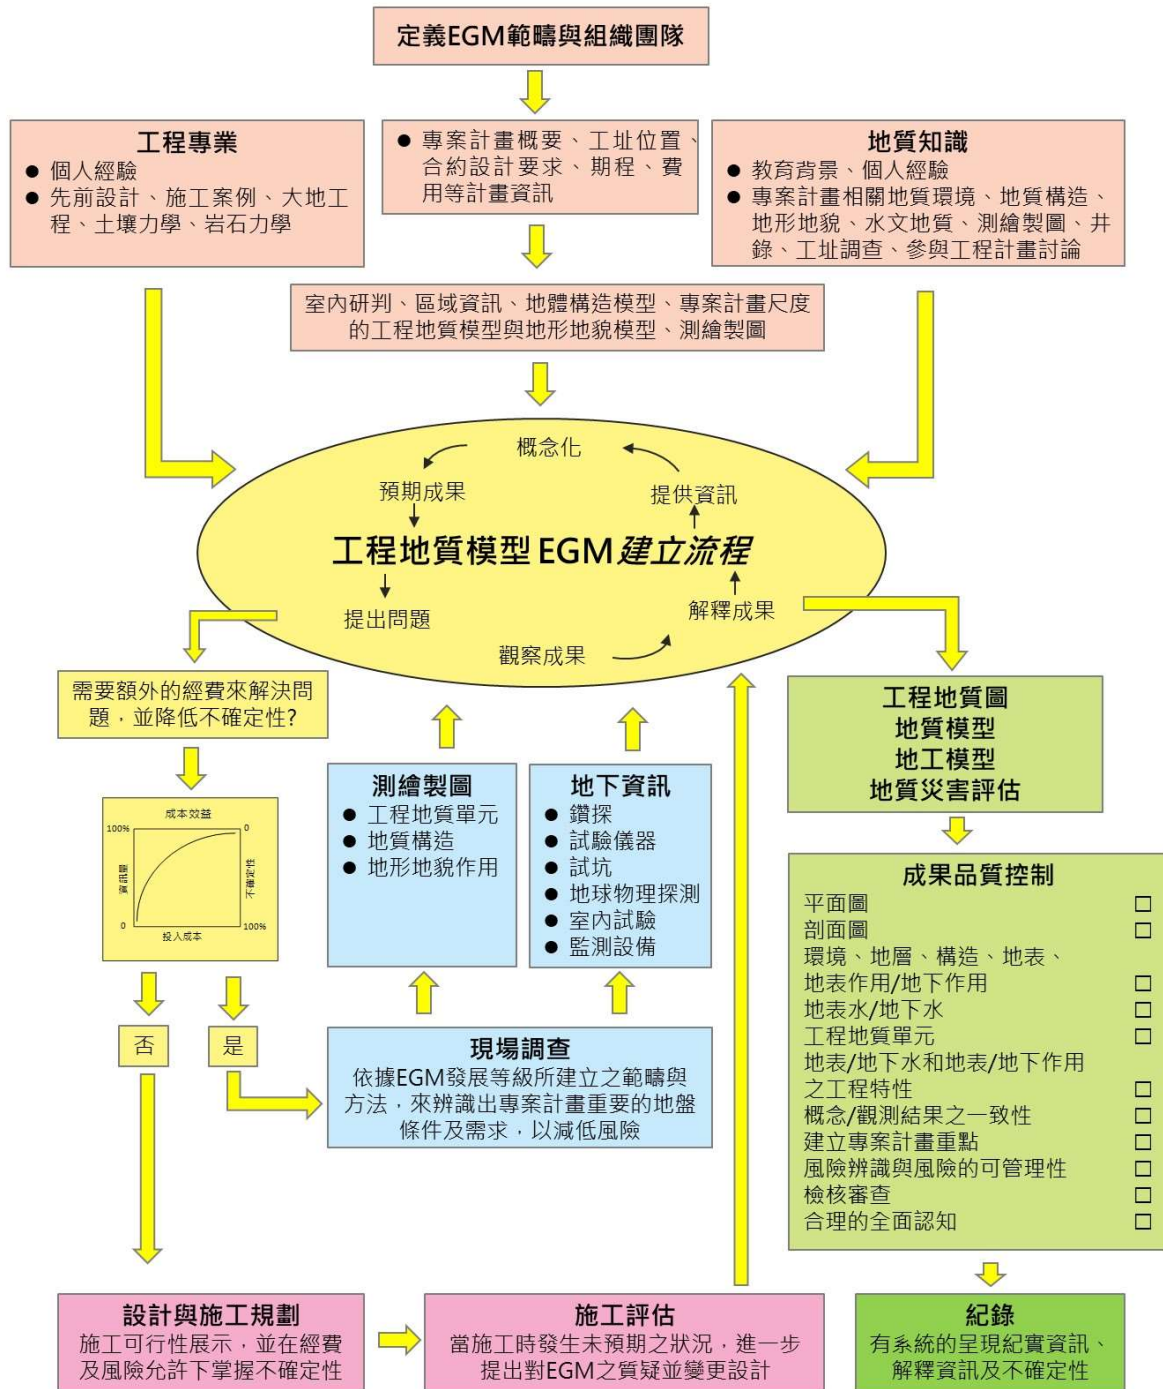 定義EGM範疇與組織團隊
工程專業
● 個人經驗
● 先前設計、施工案例、大地工
程、土壤力學、岩石力學
● 專案計畫概要、工址位置、
合約設計要求、期程、費
用等計畫資訊
地質知識
● 教育背景、個人經驗
● 專案計畫相關地質環境、地質構造、
地形地貌、水文地質、測繪製圖、井
錄、工址調查、參與工程計畫討論
室內研判、區域資訊、地體構造模型、專案計畫尺度
的工程地質模型與地形地貌模型、測繪製圖
概念化
預期成果
提供資訊
工程地質模型 EGM 建立流程
提出問題
解釋成果
觀察成果
需要額外的經費來解決問
題，並降低不確定性?
成本效益
100%
0
資訊量
不確定性
0
100%
投入成本
否
是
測繪製圖
● 工程地質單元
● 地質構造
● 地形地貌作用
地下資訊
● 鑽探
● 試驗儀器
● 試坑
● 地球物理探測
● 室內試驗
● 監測設備
現場調查
依據EGM發展等級所建立之範疇與
方法，來辨識出專案計畫重要的地盤
條件及需求，以減低風險
工程地質圖
地質模型
地工模型
地質災害評估
成果品質控制
平面圖 □
剖面圖 □
環境、地層、構造、地表、
地表作用/地下作用 □
地表水/地下水 □
工程地質單元 □
地表/地下水和地表/地下作用
之工程特性 □
概念/觀測結果之一致性 □
建立專案計畫重點 □
風險辨識與風險的可管理性 □
檢核審查 □
合理的全面認知 □
設計與施工規劃
施工可行性展示，並在經費
及風險允許下掌握不確定性
施工評估
當施工時發生未預期之狀況，進一步
提出對EGM之質疑並變更設計
紀錄
有系統的呈現紀實資訊、
解釋資訊及不確定性